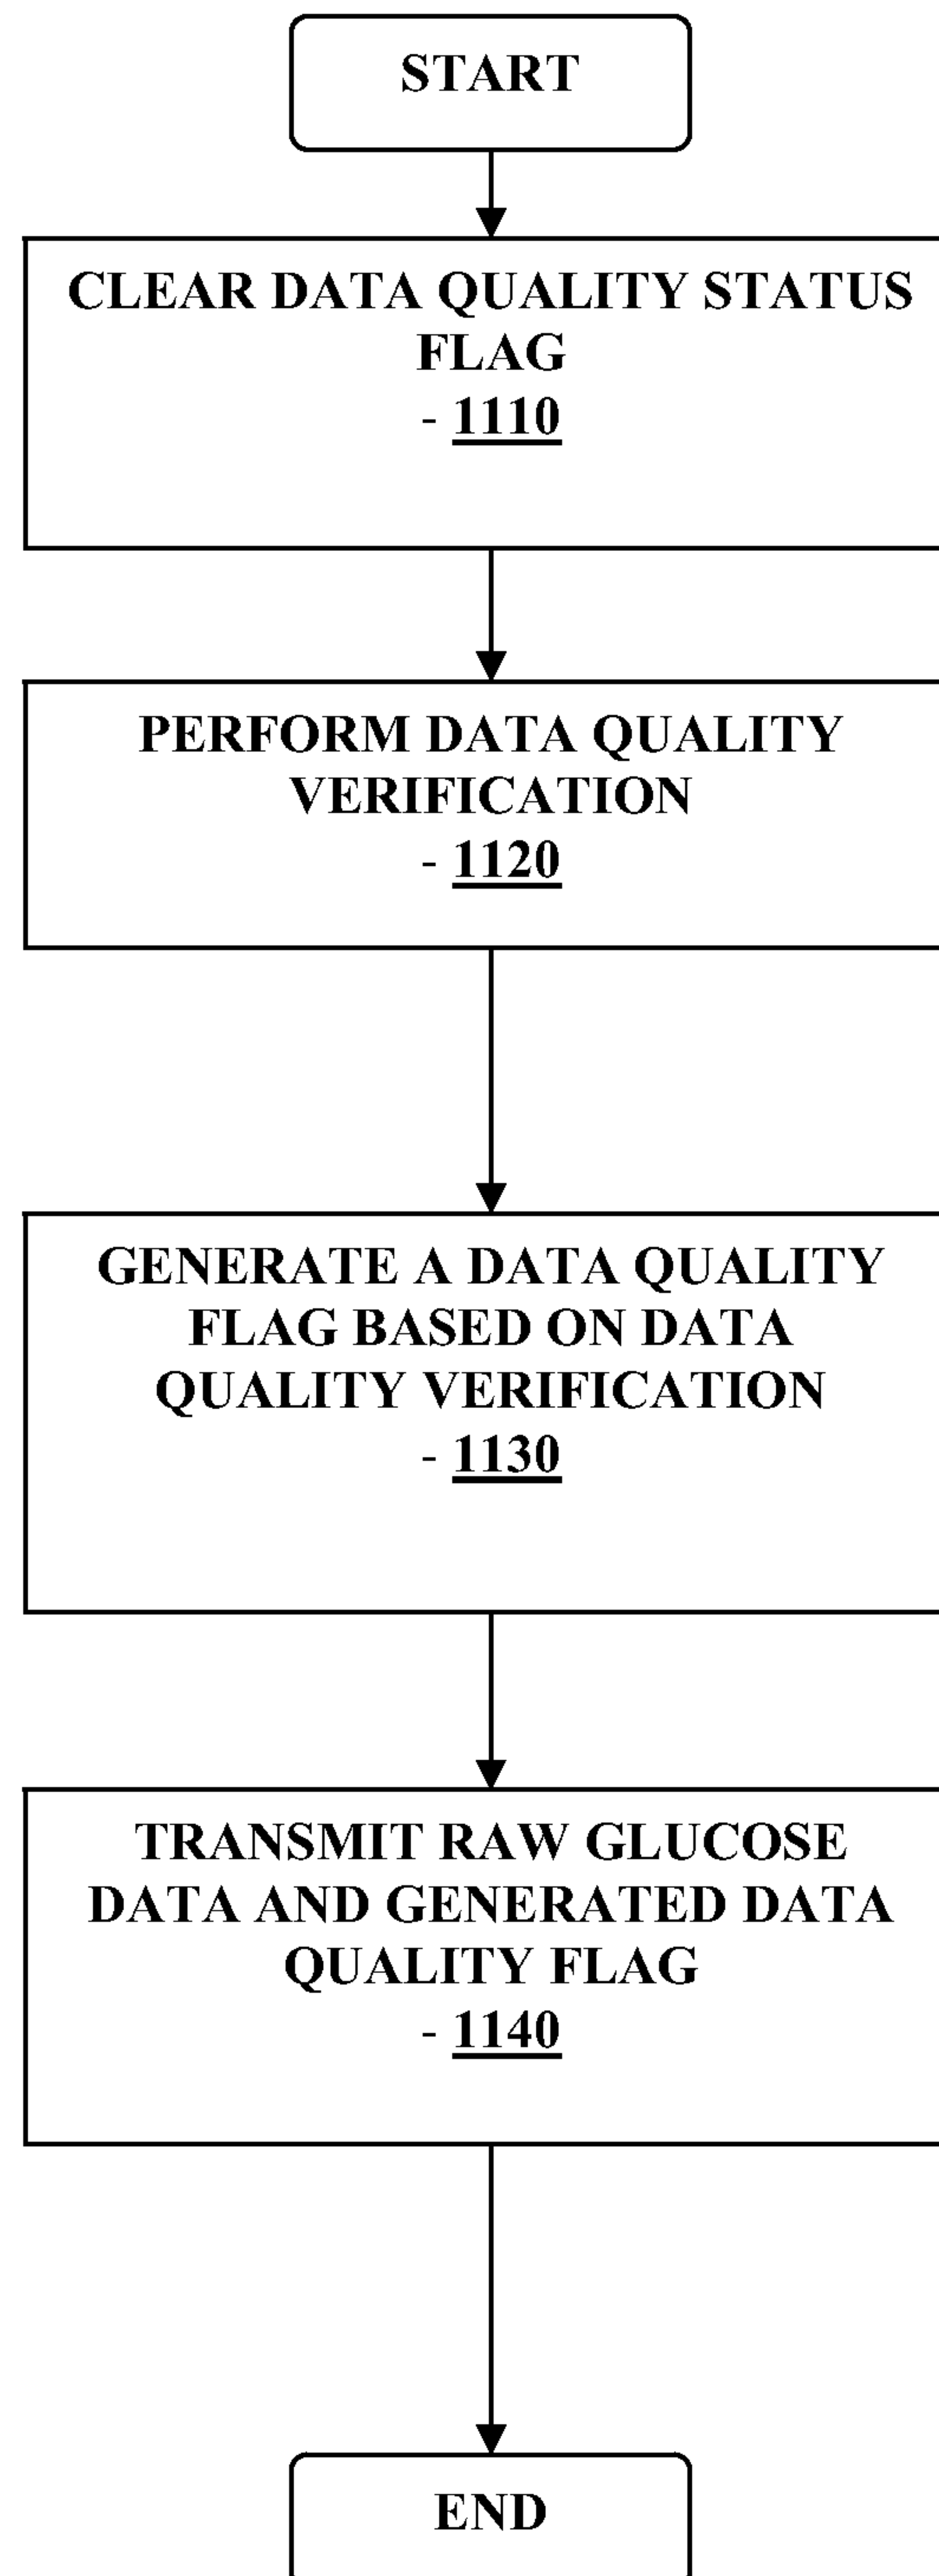 START
CLEAR DATA QUALITY STATUS
FLAG
- 1110
PERFORM DATA QUALITY
VERIFICATION
- 1120
GENERATE A DATA QUALITY
FLAG BASED ON DATA
QUALITY VERIFICATION
- 1130
TRANSMIT RAW GLUCOSE
DATA AND GENERATED DATA
QUALITY FLAG
- 1140
END